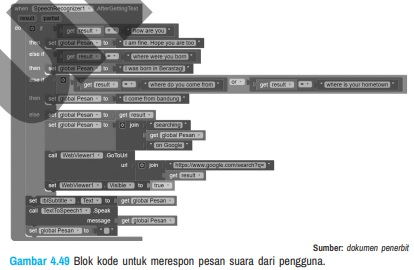 when SpeechRecognizer1 .AfterGettingText
result partial
do if get result = " how are you "
then set global Pesan to " I am fine. Hope you are too "
else if get result = " where were you born "
then set global Pesan to " I was born in Berastagi "
else if get result = " where do you come from " or get result = " where is your hometown "
then set global Pesan to " I come from bandung "
else set global Pesan to get result
set global Pesan to join " searching "
get global Pesan
" on Google "
call WebViewer1 .GoToUrl
url join " https://www.google.com/search?q= "
get result
set WebViewer1 . Visible to true
set lblSubtitle . Text to get global Pesan
call TextToSpeech1 .Speak
message get global Pesan
set global Pesan to " "
Sumber: dokumen penerbit
Gambar 4.49 Blok kode untuk merespon pesan suara dari pengguna.